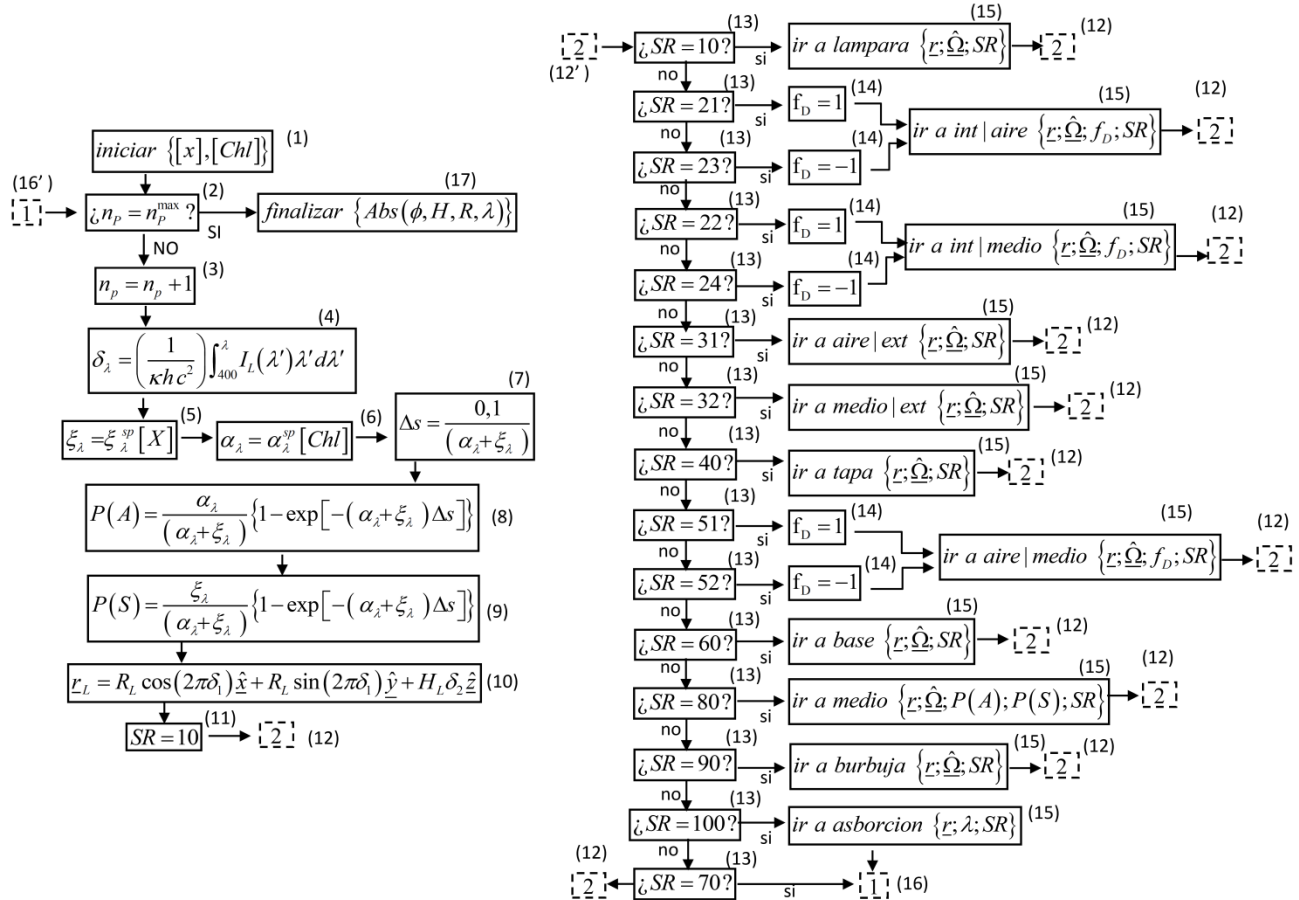 iniciar {[x],[Chl]} (1)
(16')
1
¿n_P = n_P^max ? (2)
SI
finalizar {Abs(ϕ, H, R, λ)} (17)
NO
n_p = n_p +1 (3)
δ_λ = (1/(κhc²)) ∫_400^λ I_L(λ')λ'dλ' (4)
ξ_λ = ξ_λ^sp [X] (5)
α_λ = α_λ^sp [Chl] (6)
Δs = 0,1/(α_λ+ξ_λ) (7)
P(A) = α_λ/(α_λ+ξ_λ) {1−exp[−(α_λ+ξ_λ)Δs]} (8)
P(S) = ξ_λ/(α_λ+ξ_λ) {1−exp[−(α_λ+ξ_λ)Δs]} (9)
r_L = R_L cos(2πδ_1) x̂ + R_L sin(2πδ_1) ŷ + H_L δ_2 ẑ (10)
SR = 10 (11)
2 (12)
2 (12')
¿SR = 10? (13)
si
ir a lampara {r;Ω̂;SR} (15)
2 (12)
no
¿SR = 21? (13)
si
f_D = 1 (14)
no
¿SR = 23? (13)
si
f_D = −1 (14)
ir a int | aire {r;Ω̂; f_D;SR} (15)
2 (12)
no
¿SR = 22? (13)
si
f_D = 1 (14)
no
¿SR = 24? (13)
si
f_D = −1 (14)
ir a int | medio {r;Ω̂; f_D;SR} (15)
2 (12)
no
¿SR = 31? (13)
si
ir a aire | ext {r;Ω̂;SR} (15)
2 (12)
no
¿SR = 32? (13)
si
ir a medio | ext {r;Ω̂;SR} (15)
2 (12)
no
¿SR = 40? (13)
si
ir a tapa {r;Ω̂;SR} (15)
2 (12)
no
¿SR = 51? (13)
si
f_D = 1 (14)
no
¿SR = 52? (13)
si
f_D = −1 (14)
ir a aire | medio {r;Ω̂; f_D;SR} (15)
2 (12)
no
¿SR = 60? (13)
si
ir a base {r;Ω̂;SR} (15)
2 (12)
no
¿SR = 80? (13)
si
ir a medio {r;Ω̂; P(A); P(S);SR} (15)
2 (12)
no
¿SR = 90? (13)
si
ir a burbuja {r;Ω̂;SR} (15)
2 (12)
no
¿SR = 100? (13)
si
ir a asborcion {r;λ;SR} (15)
no
¿SR = 70? (13)
2 (12)
si
1 (16)